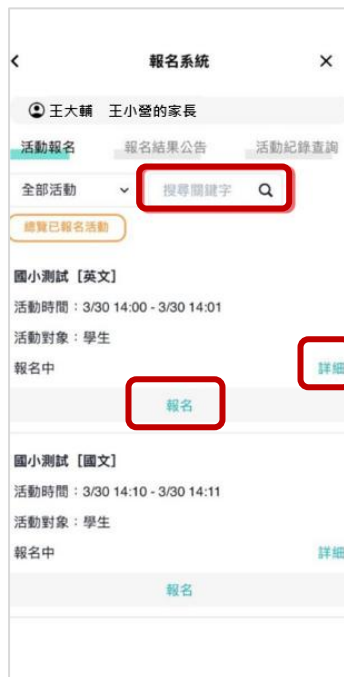 報名系統
王大輔 王小螢的家長
活動報名 報名結果公告 活動紀錄查詢
全部活動 搜尋關鍵字
總覽已報名活動
國小測試［英文］
活動時間：3/30 14:00 - 3/30 14:01
活動對象：學生
報名中 詳細
報名
國小測試［國文］
活動時間：3/30 14:10 - 3/30 14:11
活動對象：學生
報名中 詳細
報名